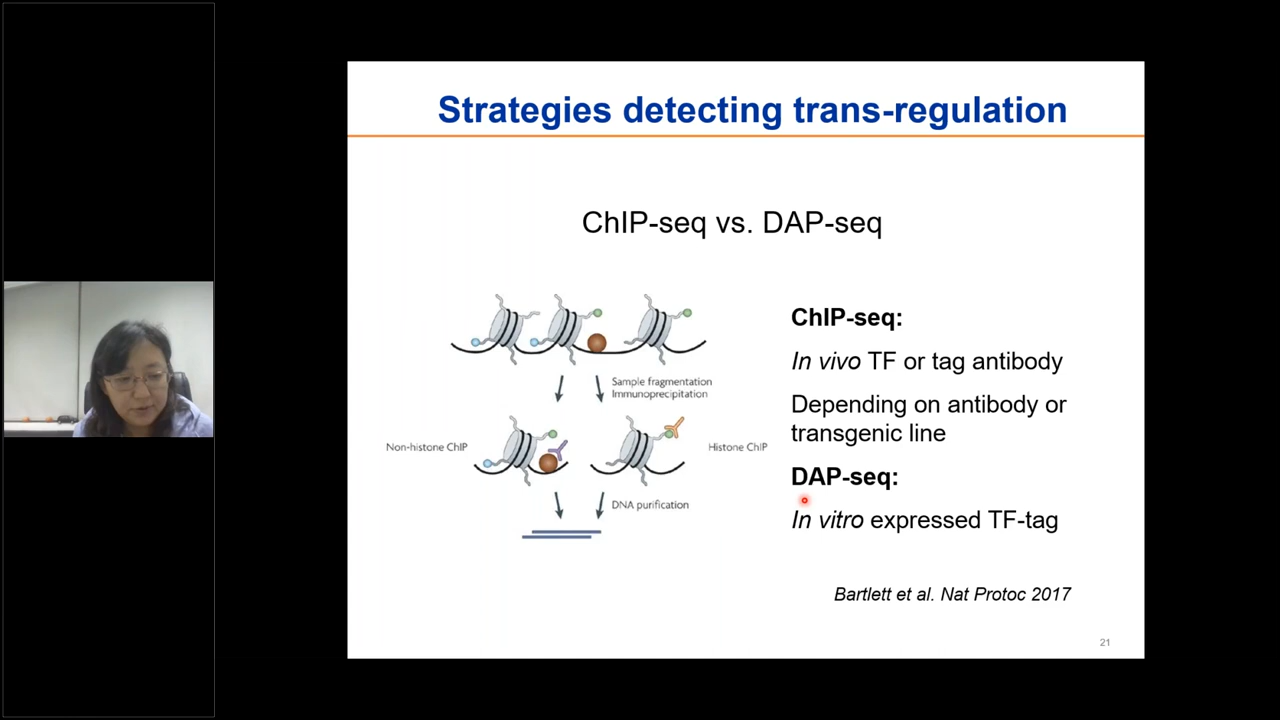 Strategies detecting trans-regulation
ChIP-seq vs. DAP-seq
Sample fragmentation
Immunoprecipitation
Non-histone ChIP
Histone ChIP
DNA purification
ChIP-seq:
In vivo TF or tag antibody
Depending on antibody or
transgenic line
DAP-seq:
In vitro expressed TF-tag
Bartlett et al. Nat Protoc 2017
21